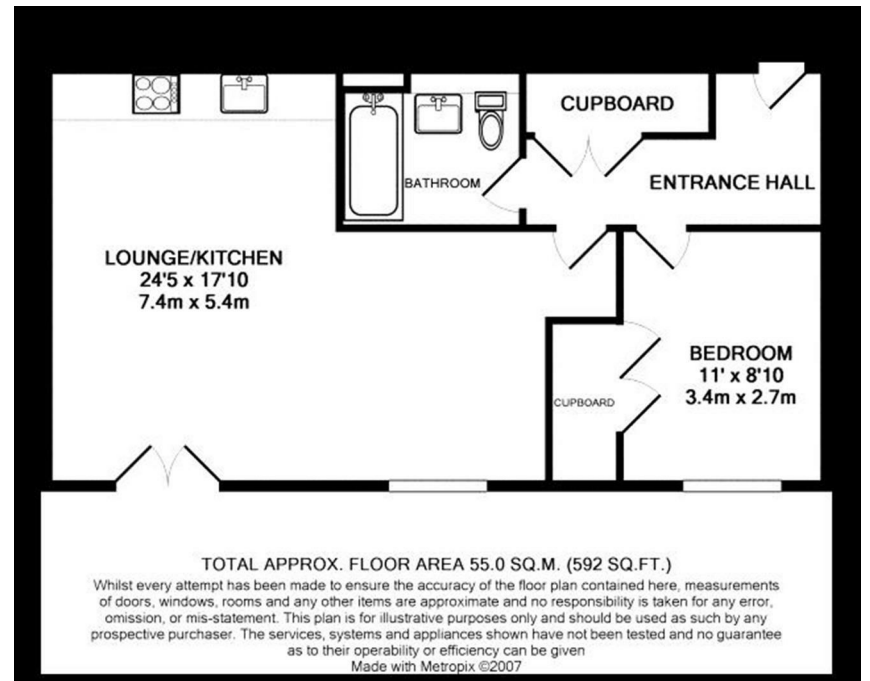 CUPBOARD
BATHROOM
ENTRANCE HALL
LOUNGE/KITCHEN
24'5 x 17'10
7.4m x 5.4m
BEDROOM
11' x 8'10
3.4m x 2.7m
CUPBOARD
TOTAL APPROX. FLOOR AREA 55.0 SQ.M. (592 SQ.FT.)
Whilst every attempt has been made to ensure the accuracy of the floor plan contained here, measurements
of doors, windows, rooms and any other items are approximate and no responsibility is taken for any error,
omission, or mis-statement. This plan is for illustrative purposes only and should be used as such by any
prospective purchaser. The services, systems and appliances shown have not been tested and no guarantee
as to their operability or efficiency can be given
Made with Metropix ©2007